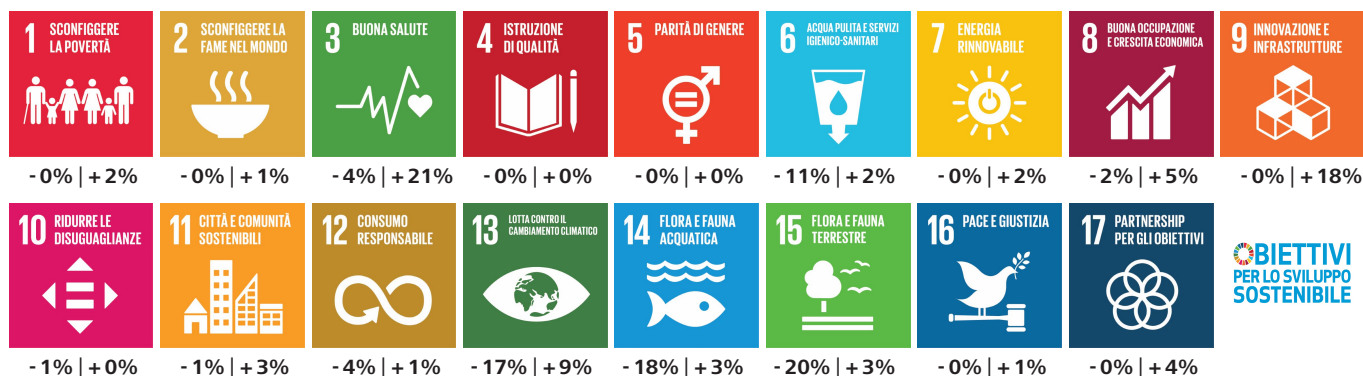 1 SCONFIGGERE
LA POVERTÀ
2 SCONFIGGERE LA
FAME NEL MONDO
3 BUONA SALUTE
4 ISTRUZIONE
DI QUALITÀ
5 PARITÀ DI GENERE
6 ACQUA PULITA E SERVIZI
IGIENICO-SANITARI
7 ENERGIA
RINNOVABILE
8 BUONA OCCUPAZIONE
E CRESCITA ECONOMICA
9 INNOVAZIONE E
INFRASTRUTTURE
-0% | +2%
-0% | +1%
-4% | +21%
-0% | +0%
-0% | +0%
-11% | +2%
-0% | +2%
-2% | +5%
-0% | +18%
10 RIDURRE LE
DISUGUAGLIANZE
11 CITTÀ E COMUNITÀ
SOSTENIBILI
12 CONSUMO
RESPONSABILE
13 LOTTA CONTRO IL
CAMBIAMENTO CLIMATICO
14 FLORA E FAUNA
ACQUATICA
15 FLORA E FAUNA
TERRESTRE
16 PACE E GIUSTIZIA
17 PARTNERSHIP
PER GLI OBIETTIVI
OBIETTIVI
PER LO SVILUPPO
SOSTENIBILE
-1% | +0%
-1% | +3%
-4% | +1%
-17% | +9%
-18% | +3%
-20% | +3%
-0% | +1%
-0% | +4%